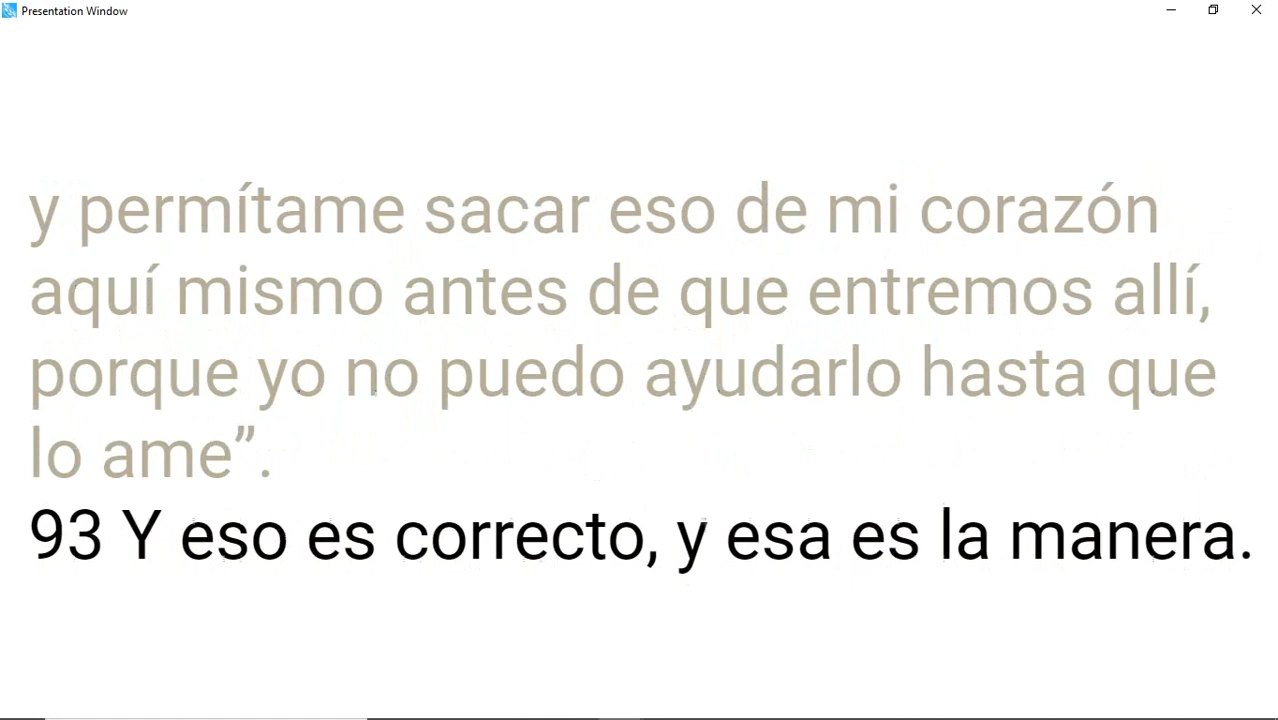 Presentation Window
y permítame sacar eso de mi corazón
aquí mismo antes de que entremos allí,
porque yo no puedo ayudarlo hasta que
lo ame”.
93 Y eso es correcto, y esa es la manera.